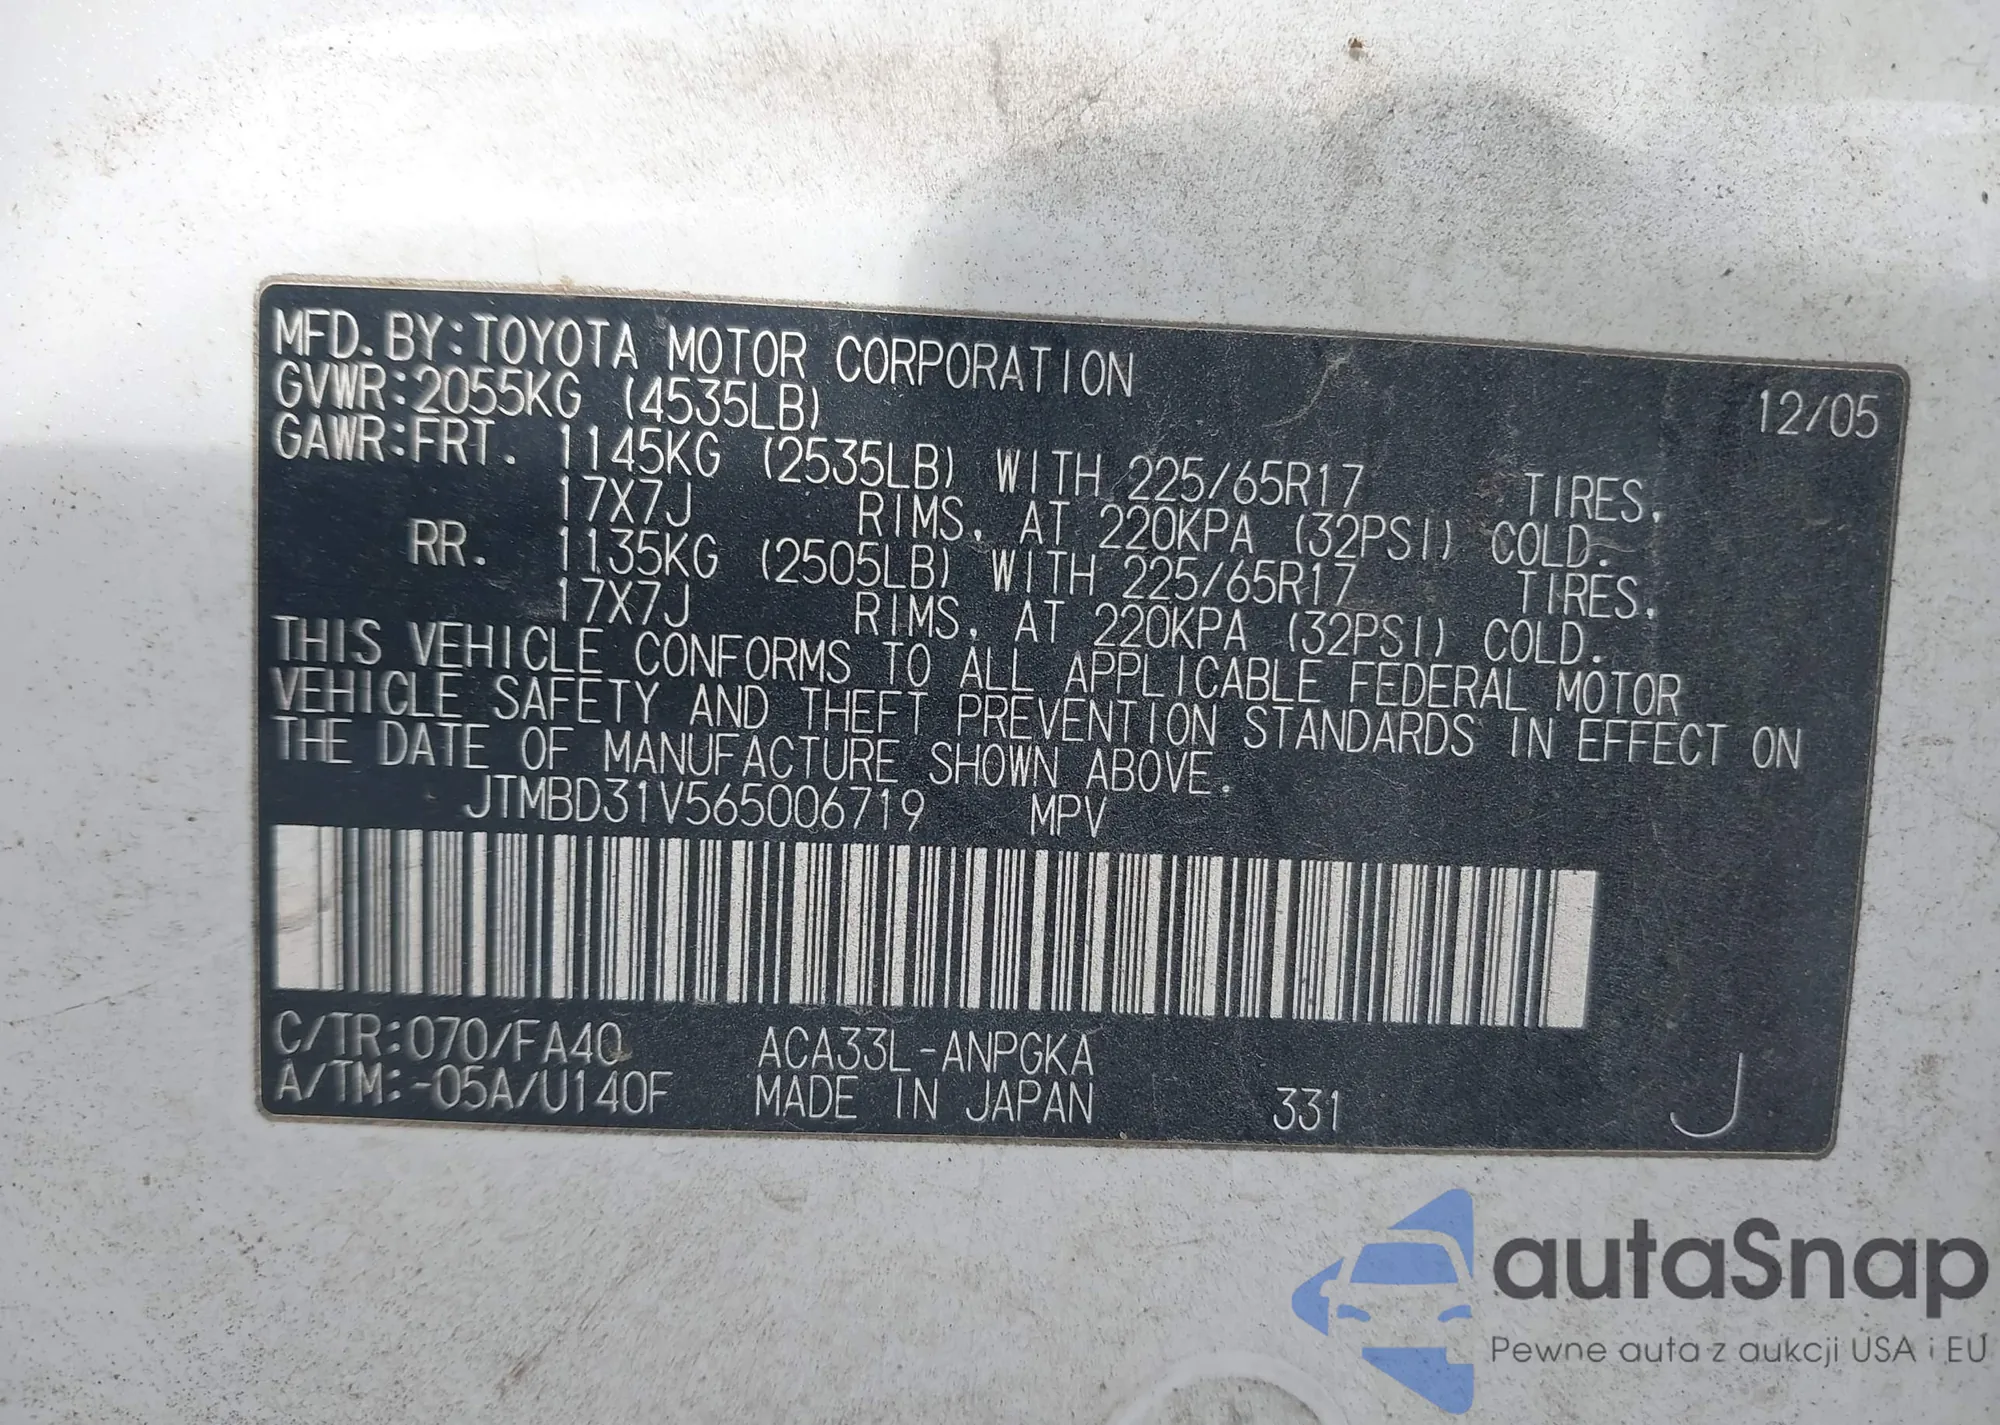 MFD. BY: TOYOTA MOTOR CORPORATION 12/05
GVWR: 2055KG (4535LB)
GAWR: FRT. 1145KG (2535LB) WITH 225/65R17 TIRES,
17X7J RIMS, AT 220KPA (32PSI) COLD.
RR. 1135KG (2505LB) WITH 225/65R17 TIRES,
17X7J RIMS, AT 220KPA (32PSI) COLD.
THIS VEHICLE CONFORMS TO ALL APPLICABLE FEDERAL MOTOR
VEHICLE SAFETY AND THEFT PREVENTION STANDARDS IN EFFECT ON
THE DATE OF MANUFACTURE SHOWN ABOVE.
JTMBD31V565006719 MPV
C/TR: 070/FA40 ACA33L-ANPGKA
A/TM: -05A/U140F MADE IN JAPAN 331 J
autaSnap
Pewne auta z aukcji USA i EU